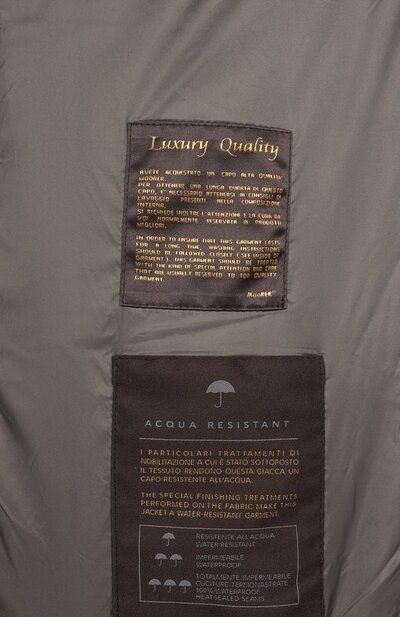 Luxury Quality
AVETE ACQUISTATO UN CAPO ALTA QUALITÀ
MOORER.
PER OTTENERE UNA LUNGA DURATA DI QUESTO
CAPO, E' NECESSARIO ATTENERSI AI CONSIGLI DI
LAVAGGIO PRESENTI NELLA COMPOSIZIONE
INTERNA.
SI RICHIEDE INOLTRE L'ATTENZIONE E LA CURA DA
VOI NORMALMENTE RISERVATA AI PRODOTTI
MIGLIORI.
IN ORDER TO ENSURE THAT THIS GARMENT LASTS
FOR A LONG TIME, WASHING INSTRUCTIONS
SHOULD BE FOLLOWED CLOSELY (SEE INSIDE OF
GARMENT). THIS GARMENT SHOULD BE TREATED
WITH THE KIND OF SPECIAL ATTENTION AND CARE
THAT ARE USUALLY RESERVED TO TOP QUALITY
GARMENT.
MOORER
ACQUA RESISTANT
I PARTICOLARI TRATTAMENTI DI
NOBILITAZIONE A CUI È STATO SOTTOPOSTO
IL TESSUTO RENDONO QUESTA GIACCA UN
CAPO RESISTENTE ALL'ACQUA.
THE SPECIAL FINISHING TREATMENTS
PERFORMED ON THE FABRIC MAKE THIS
JACKET A WATER-RESISTANT GARMENT.
RESISTENTE ALL'ACQUA
WATER-RESISTANT
IMPERMEABILE
WATERPROOF
TOTALMENTE IMPERMEABILE
CUCITURE TERMONASTRATE
100% WATERPROOF
HEAT SEALED SEAMS